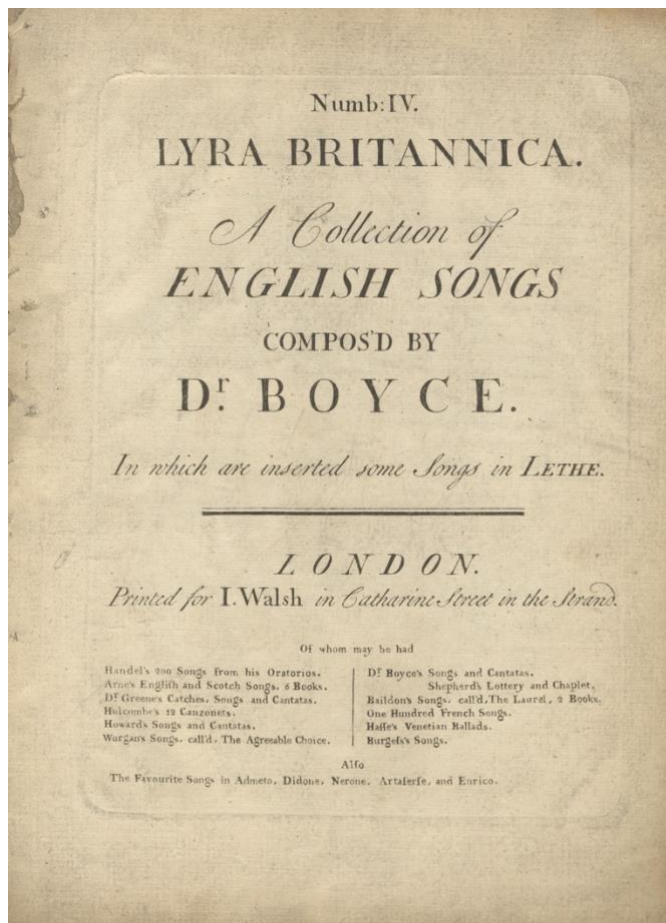 Numb: IV.
LYRA BRITANNICA.
A Collection of
ENGLISH SONGS
COMPOS'D BY
Dr. BOYCE.
In which are inserted some Songs in LETHE.
LONDON.
Printed for I. Walsh in Catharine Street in the Strand.
Of whom may be had
Handel's 200 Songs from his Oratorios.
Arne's Engliſh and Scotch Songs. 6 Books.
Dr. Greene's Catches, Songs and Cantatas.
Holcombe's 12 Canzonets.
Howard's Songs and Cantatas.
Worgan's Songs, call'd, The Agreeable Choice.
Dr. Boyce's Songs and Cantatas.
Shepherd's Lottery and Chaplet.
Baildon's Songs, call'd, The Laurel, 2 Books.
One Hundred French Songs.
Haſſe's Venetian Ballads.
Burgeſs's Songs.
Alſo
The Favourite Songs in Admeto, Didone, Nerone, Artaſerſe, and Enrico.